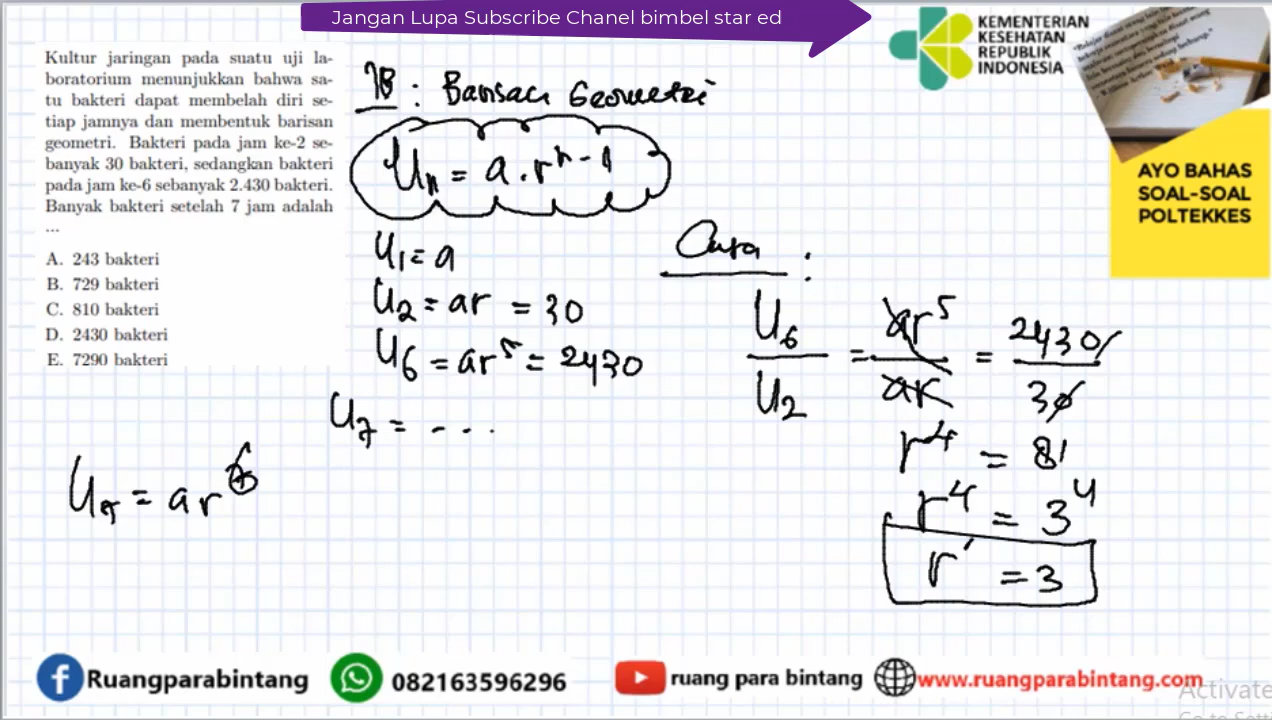 Jangan Lupa Subscribe Chanel bimbel star ed
KEMENTERIAN
KESEHATAN
REPUBLIK
INDONESIA
Kultur jaringan pada suatu uji la-
boratorium menunjukkan bahwa sa-
tu bakteri dapat membelah diri se-
tiap jamnya dan membentuk barisan
geometri. Bakteri pada jam ke-2 se-
banyak 30 bakteri, sedangkan bakteri
pada jam ke-6 sebanyak 2.430 bakteri.
Banyak bakteri setelah 7 jam adalah
...
A. 243 bakteri
B. 729 bakteri
C. 810 bakteri
D. 2430 bakteri
E. 7290 bakteri
: Barisan Geometri
Un = a . r^n-1
U1 = a
U2 = ar = 30
U6 = ar^5 = 2430
U7 = ...
U7 = ar^6
Cara :
U6/U2 = ar^5/ar = 2430/30
r^4 = 81
r^4 = 3^4
r = 3
AYO BAHAS
SOAL-SOAL
POLTEKKES
Ruangparabintang
082163596296
ruang para bintang
www.ruangparabintang.com
Activate